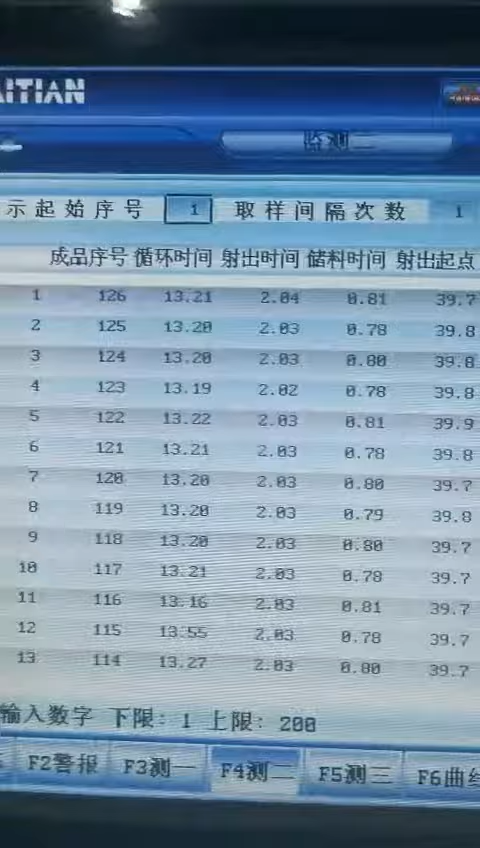 AITIAN
监测二
示起始序号 1 取样间隔次数 1
成品序号 循环时间 射出时间 储料时间 射出起点
1 126 13.21 2.04 0.81 39.7
2 125 13.20 2.03 0.78 39.8
3 124 13.20 2.03 0.80 39.8
4 123 13.19 2.02 0.78 39.8
5 122 13.22 2.03 0.81 39.9
6 121 13.21 2.03 0.78 39.8
7 120 13.20 2.03 0.80 39.7
8 119 13.20 2.03 0.79 39.8
9 118 13.20 2.03 0.80 39.7
10 117 13.21 2.03 0.78 39.7
11 116 13.16 2.03 0.81 39.7
12 115 13.55 2.03 0.78 39.7
13 114 13.27 2.03 0.80 39.7
输入数字 下限: 1 上限: 200
F2警报 F3测一 F4测二 F5测三 F6曲线